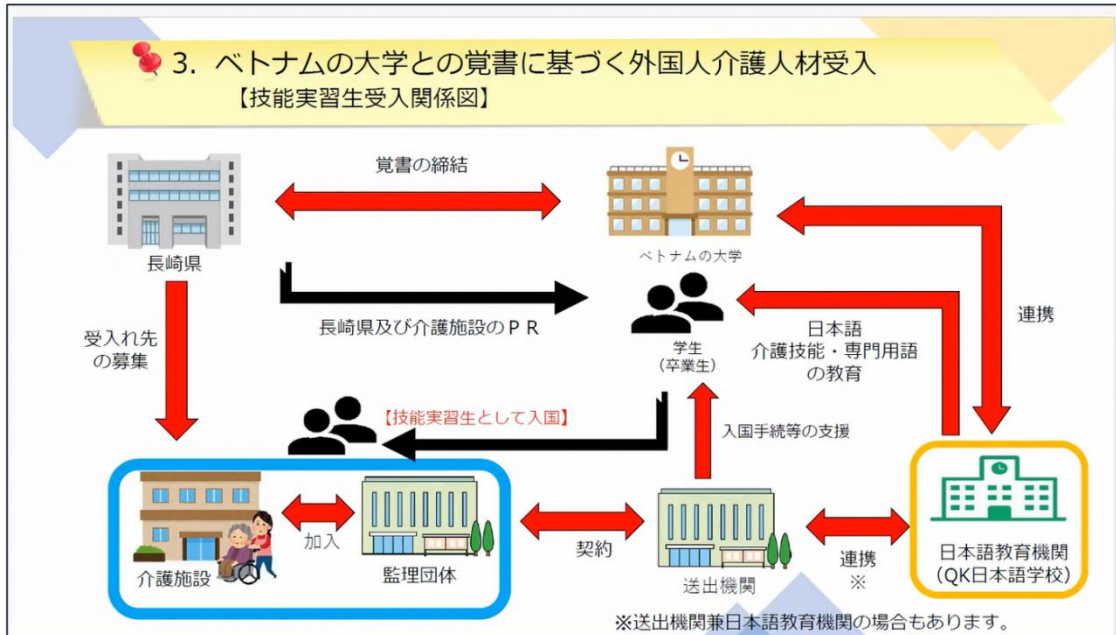 3. ベトナムの大学との覚書に基づく外国人介護人材受入
【技能実習生受入関係図】
覚書の締結
長崎県
ベトナムの大学
長崎県及び介護施設のＰＲ
学生
（卒業生）
日本語
介護技能・専門用語
の教育
連携
受入れ先
の募集
【技能実習生として入国】
入国手続等の支援
加入
契約
連携
※
介護施設
監理団体
送出機関
日本語教育機関
（QK日本語学校）
※送出機関兼日本語教育機関の場合もあります。